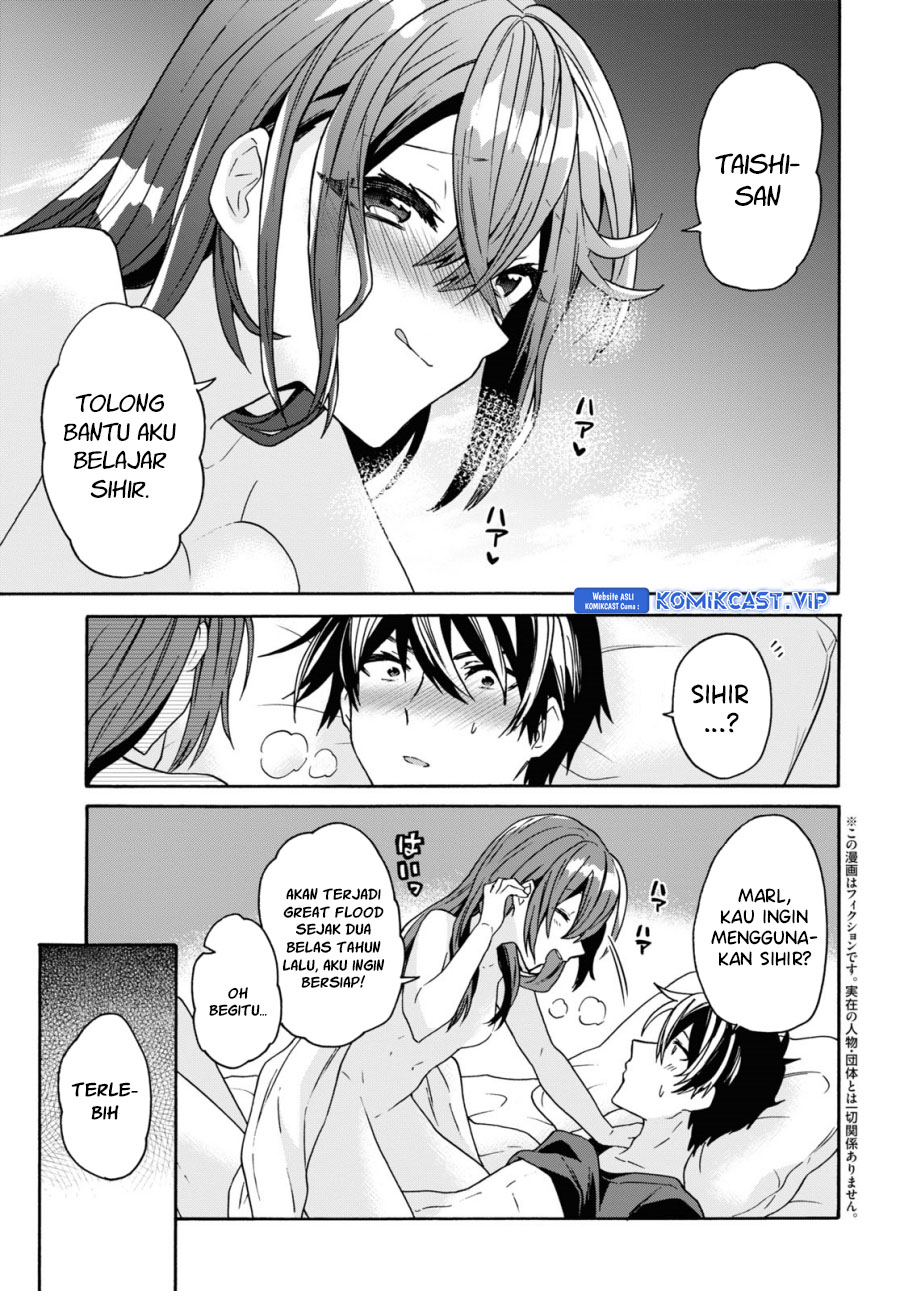 TAISHI-
SAN
TOLONG
BANTU AKU
BELAJAR
SIHIR.
ハァ
ハァ
Website ASLI
KOMIKCAST Cuma :
KOMIKCAST.VIP
SIHIR
...?
MARL,
KAU INGIN
MENGGUNA-
KAN SIHIR?
はいっ
ハァ
ハァ
AKAN TERJADI
GREAT FLOOD
SEJAK DUA
BELAS TAHUN
LALU, AKU INGIN
BERSIAP!
OH
BEGITU...
TERLE-
BIH
※この漫画はフィクションです。実在の人物・団体とは一切関係ありません。